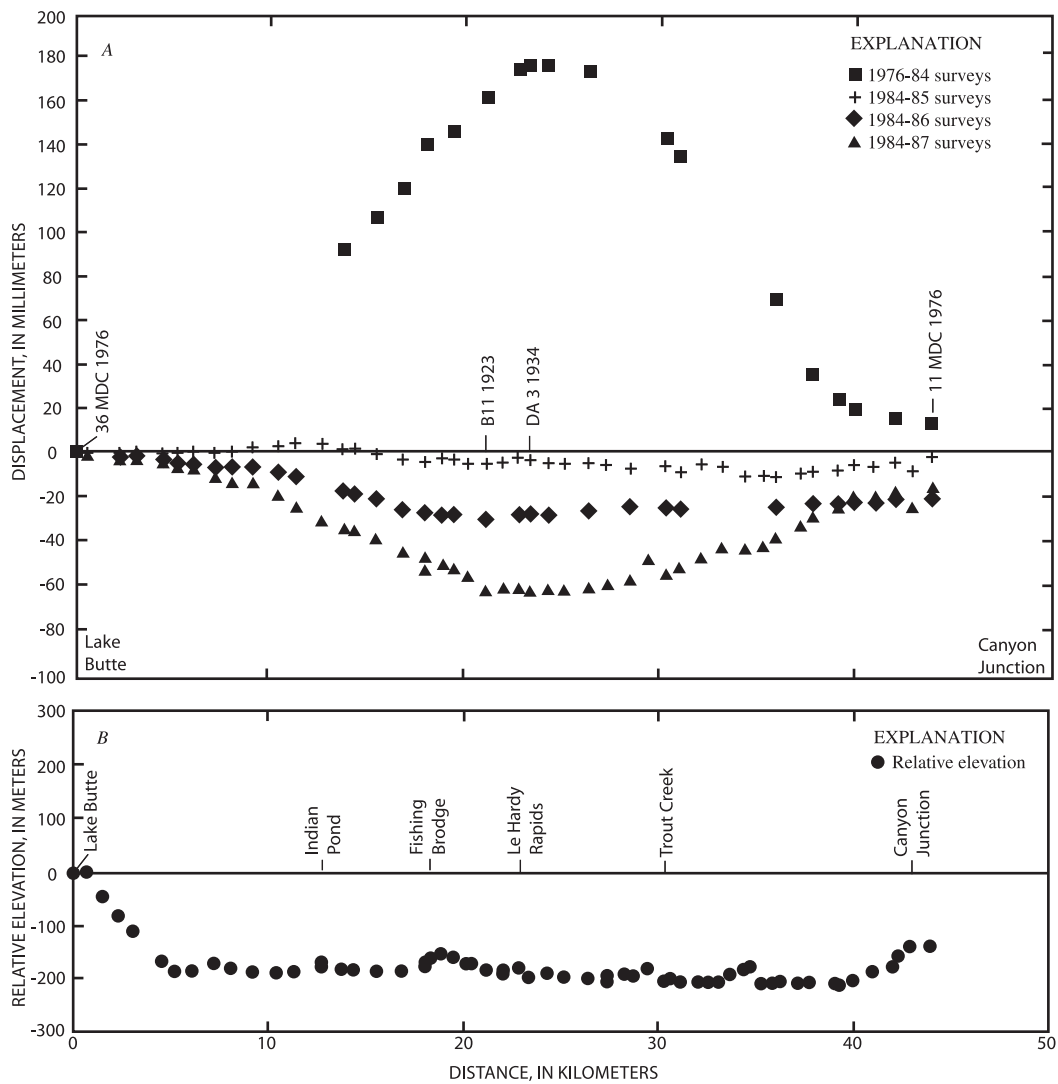 200
180
160
140
120
100
80
60
40
20
0
-20
-40
-60
-80
-100
DISPLACEMENT, IN MILLIMETERS
A
EXPLANATION
1976-84 surveys
1984-85 surveys
1984-86 surveys
1984-87 surveys
36 MDC 1976
B11 1923
DA 3 1934
11 MDC 1976
Lake
Butte
Canyon
Junction
300
200
100
0
-100
-200
-300
RELATIVE ELEVATION, IN METERS
B
EXPLANATION
Relative elevation
Lake Butte
Indian
Pond
Fishing
Brodge
Le Hardy
Rapids
Trout Creek
Canyon
Junction
0 10 20 30 40 50
DISTANCE, IN KILOMETERS